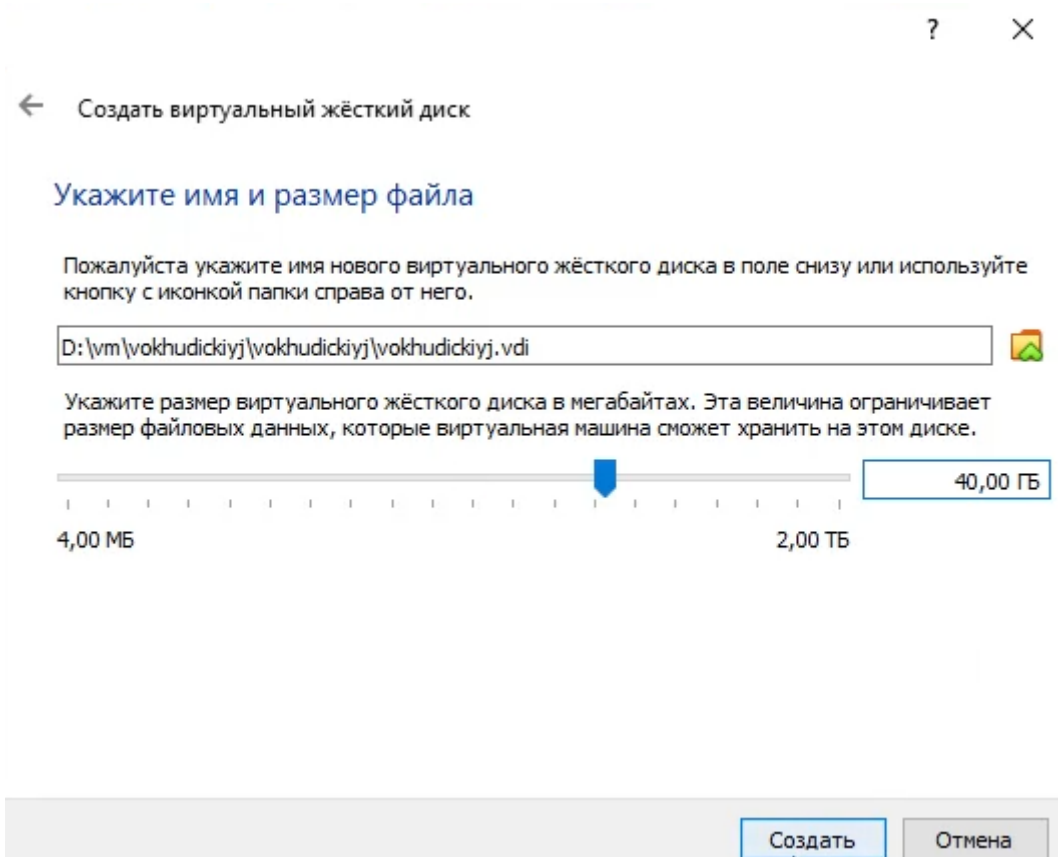 ?
Создать виртуальный жёсткий диск
Укажите имя и размер файла
Пожалуйста укажите имя нового виртуального жёсткого диска в поле снизу или используйте
кнопку с иконкой папки справа от него.
D:\vm\vokhudickiyj\vokhudickiyj\vokhudickiyj.vdi
Укажите размер виртуального жёсткого диска в мегабайтах. Эта величина ограничивает
размер файловых данных, которые виртуальная машина сможет хранить на этом диске.
40,00 ГБ
4,00 МБ 2,00 ТБ
Создать Отмена